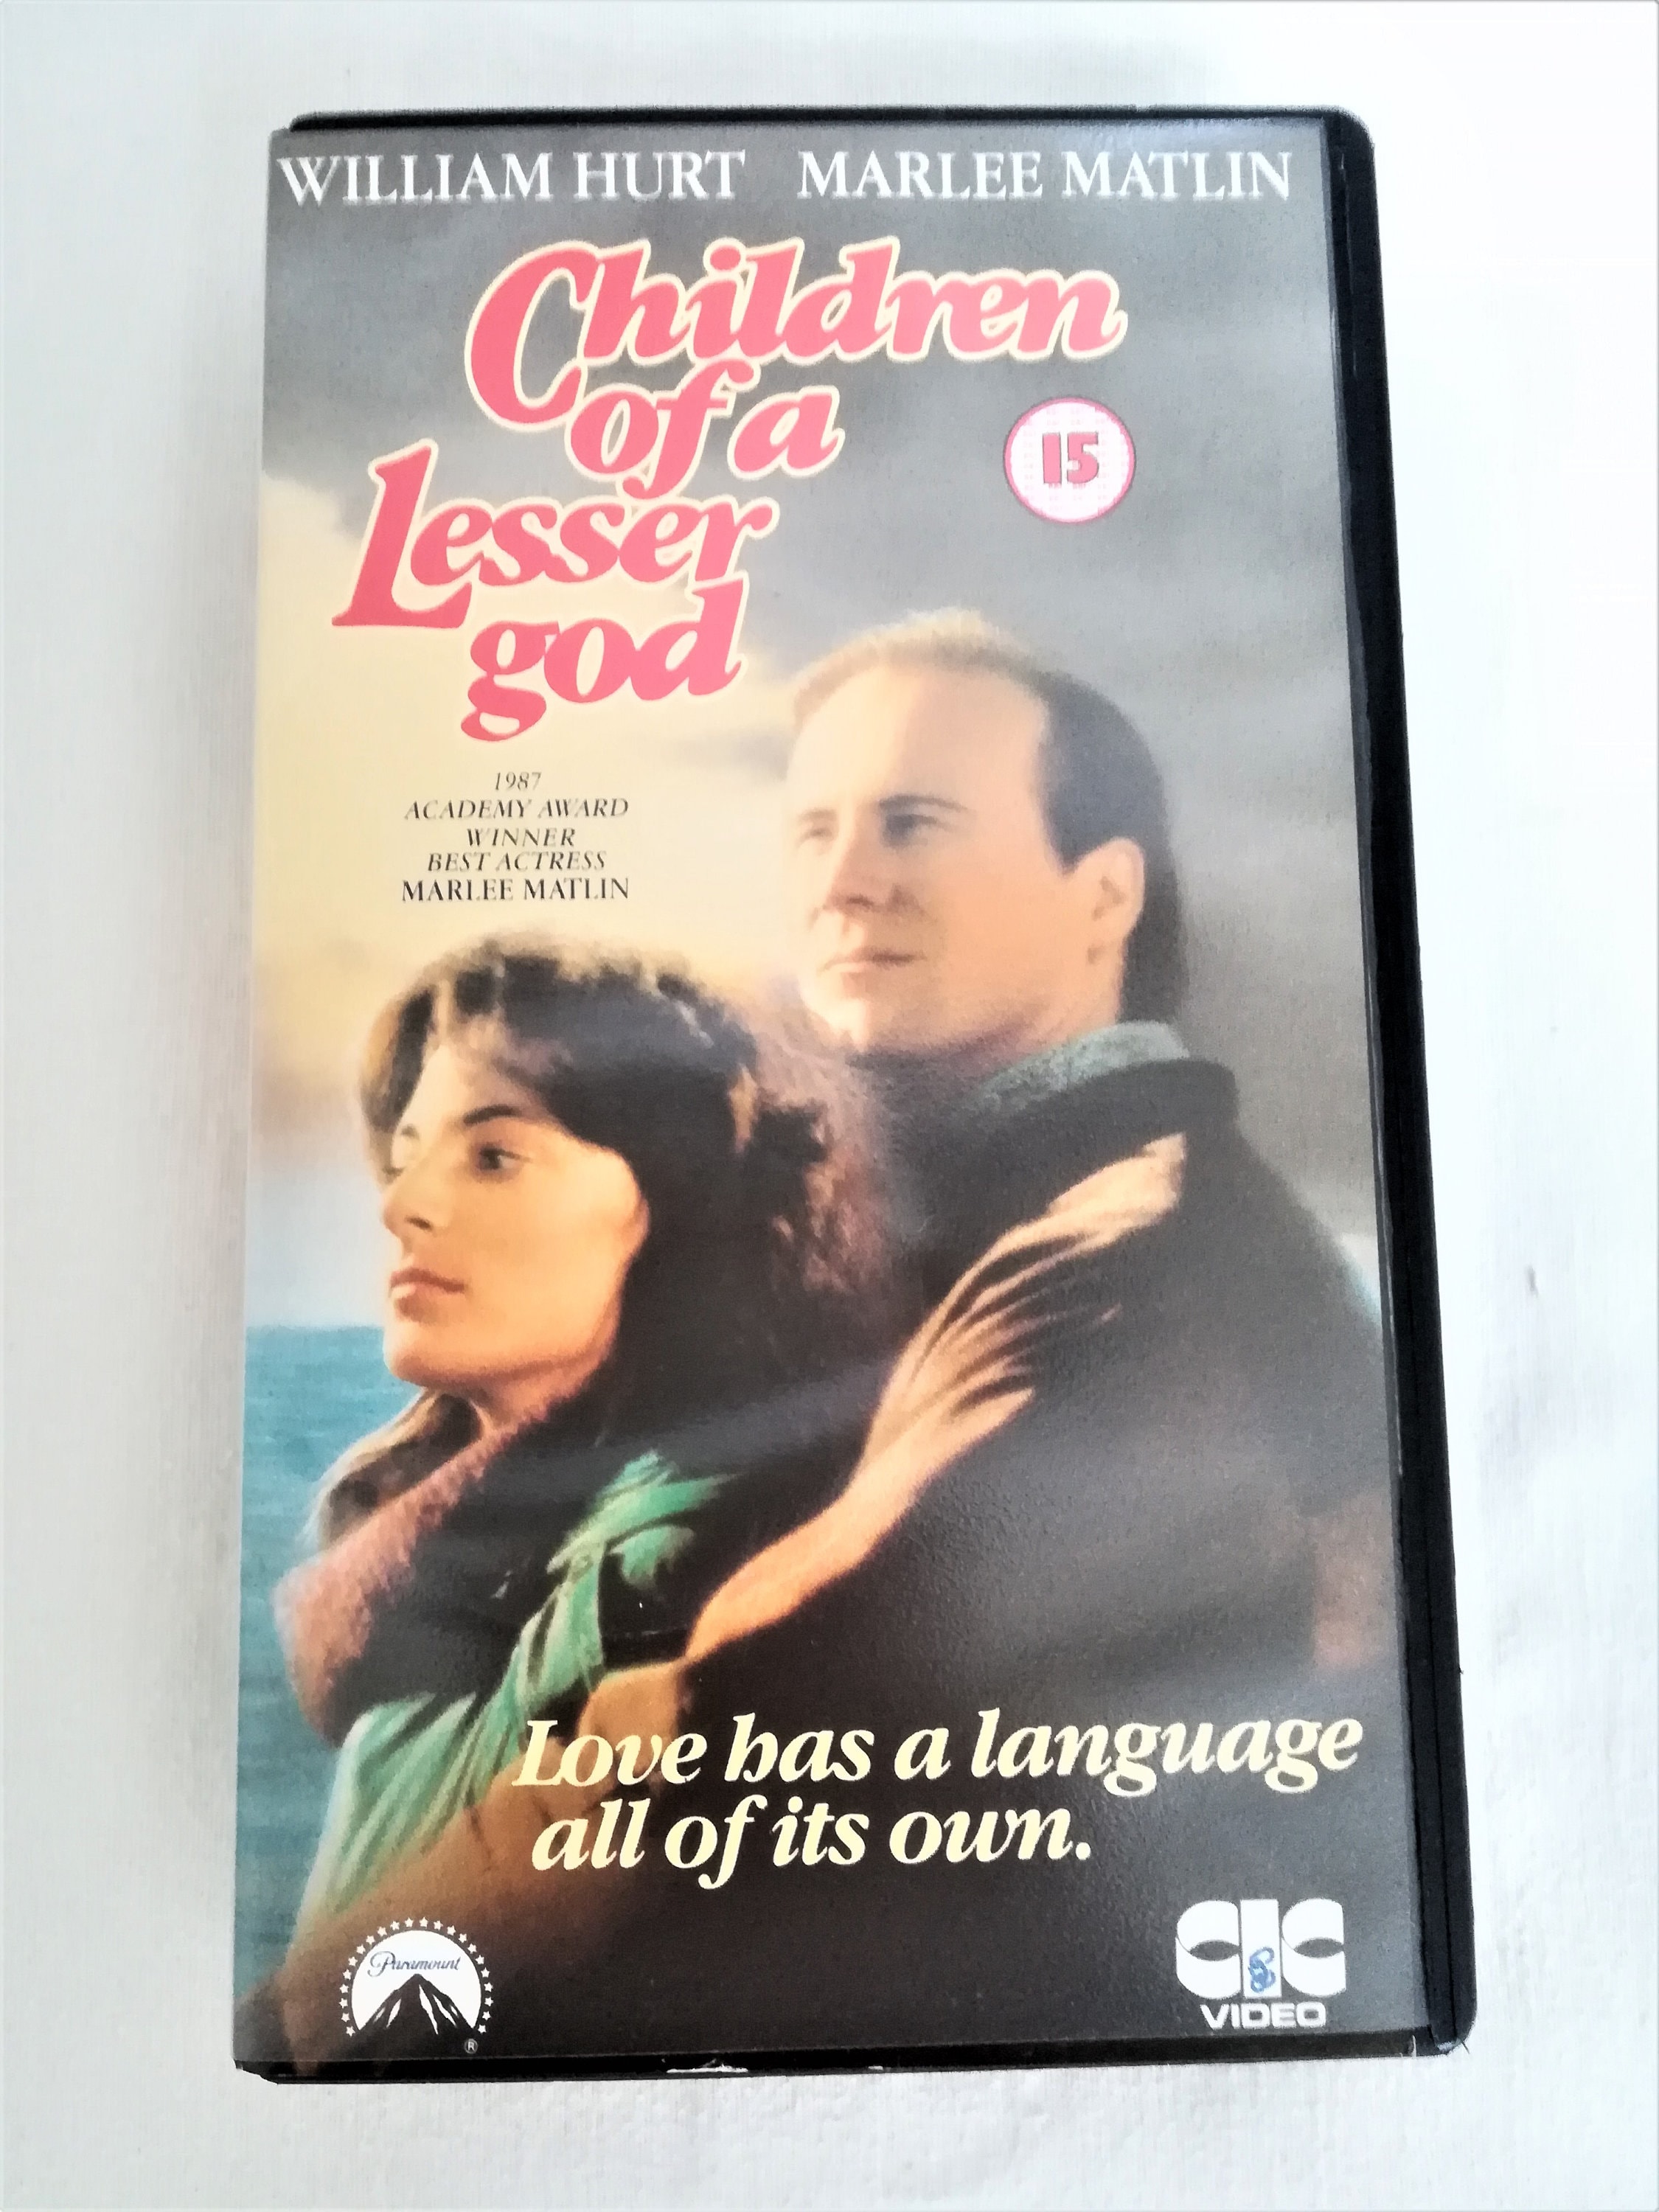 WILLIAM HURT MARLEE MATLIN
Children
of a
Lesser
god
15
1987
ACADEMY AWARD
WINNER
BEST ACTRESS
MARLEE MATLIN
Love has a language
all of its own.
Paramount
®
CIC
VIDEO